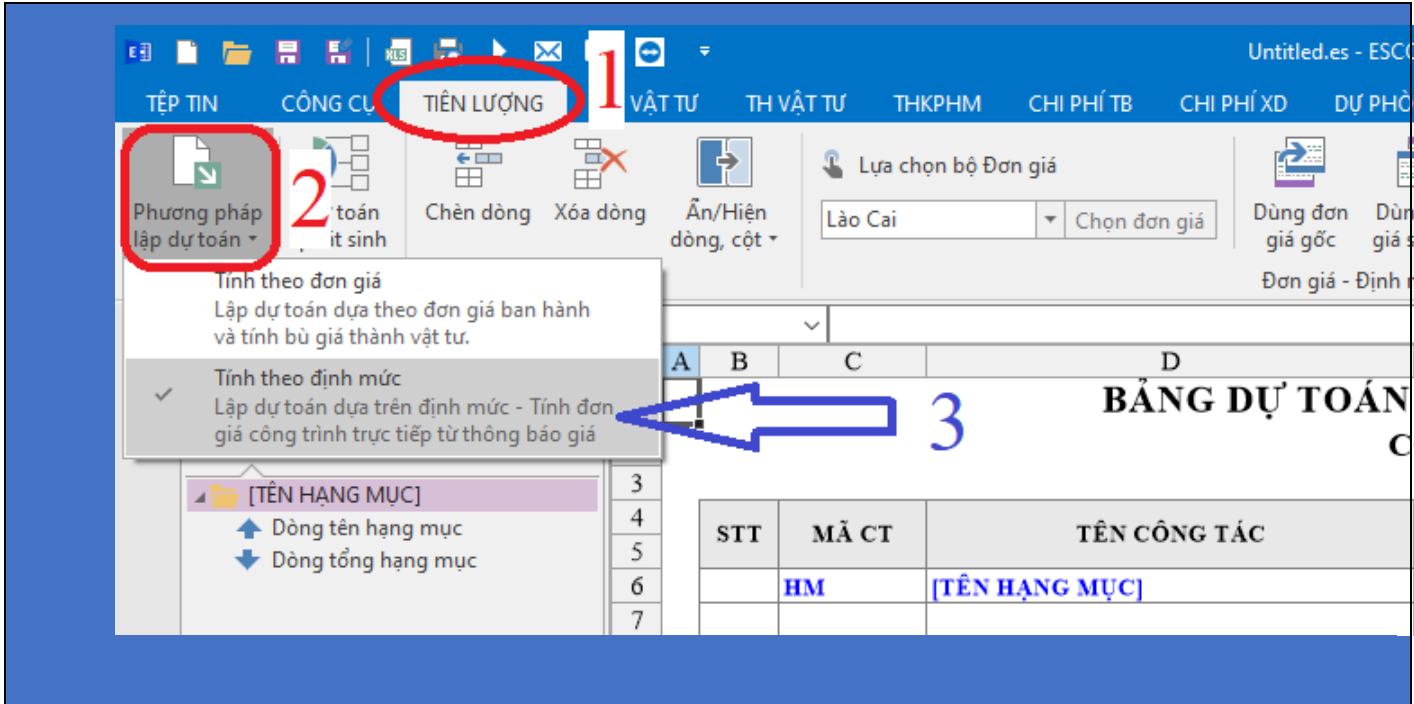 Untitled.es - ESC
1
TỆP TIN CÔNG CỤ TIÊN LƯỢNG VẬT TƯ TH VẬT TƯ THKPHM CHI PHÍ TB CHI PHÍ XD DỰ PHÒ
XLS
2
Phương pháp
lập dự toán
toán
sinh
Chèn dòng
Xóa dòng
Ẩn/Hiện
dòng, cột
Lựa chọn bộ Đơn giá
Lào Cai
Chọn đơn giá
Dùng đơn
giá gốc
Dùn
giá s
Đơn giá - Định
Tính theo đơn giá
Lập dự toán dựa theo đơn giá ban hành
và tính bù giá thành vật tư.
Tính theo định mức
Lập dự toán dựa trên định mức - Tính đơn
giá công trình trực tiếp từ thông báo giá
3
A B C D
BẢNG DỰ TOÁN
C
[TÊN HẠNG MỤC]
Dòng tên hạng mục
Dòng tổng hạng mục
3
4
5
STT MÃ CT TÊN CÔNG TÁC
6 HM [TÊN HẠNG MỤC]
7